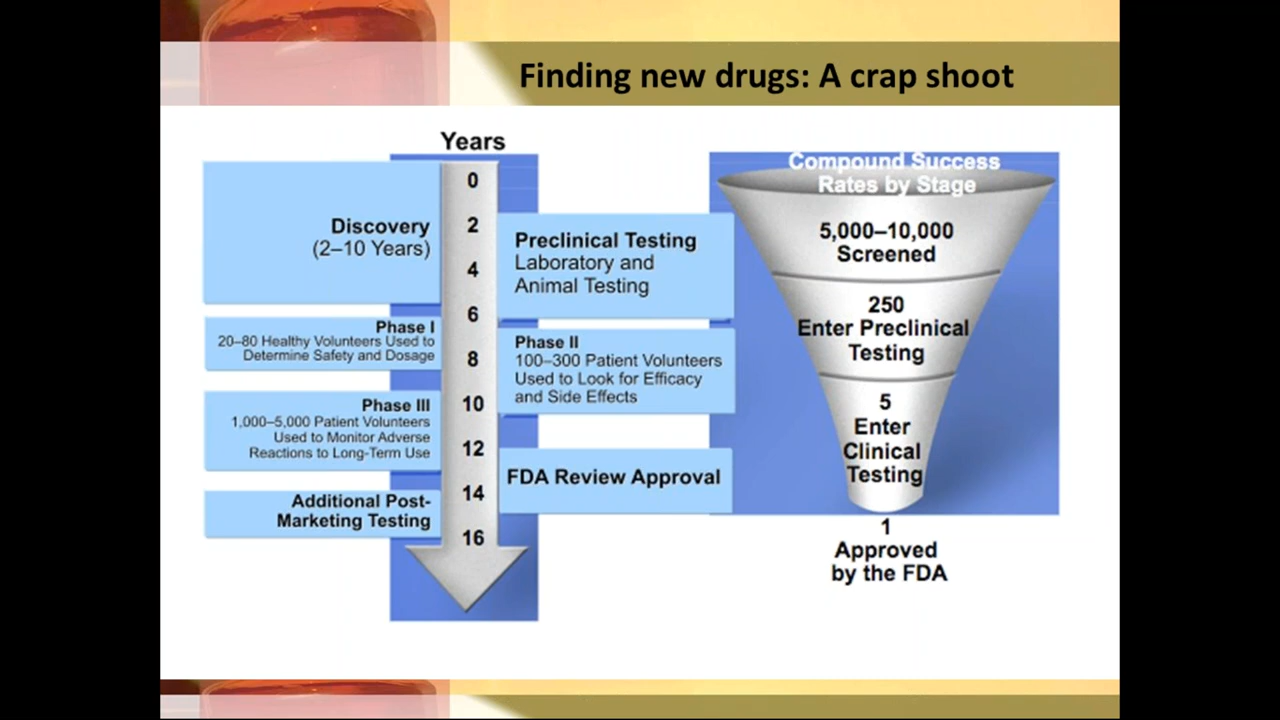 Finding new drugs: A crap shoot
Years
0
2
4
6
8
10
12
14
16
Discovery
(2–10 Years)
Preclinical Testing
Laboratory and
Animal Testing
Phase I
20–80 Healthy Volunteers Used to
Determine Safety and Dosage
Phase II
100–300 Patient Volunteers
Used to Look for Efficacy
and Side Effects
Phase III
1,000–5,000 Patient Volunteers
Used to Monitor Adverse
Reactions to Long-Term Use
FDA Review Approval
Additional Post-
Marketing Testing
Compound Success
Rates by Stage
5,000–10,000
Screened
250
Enter Preclinical
Testing
5
Enter
Clinical
Testing
1
Approved
by the FDA